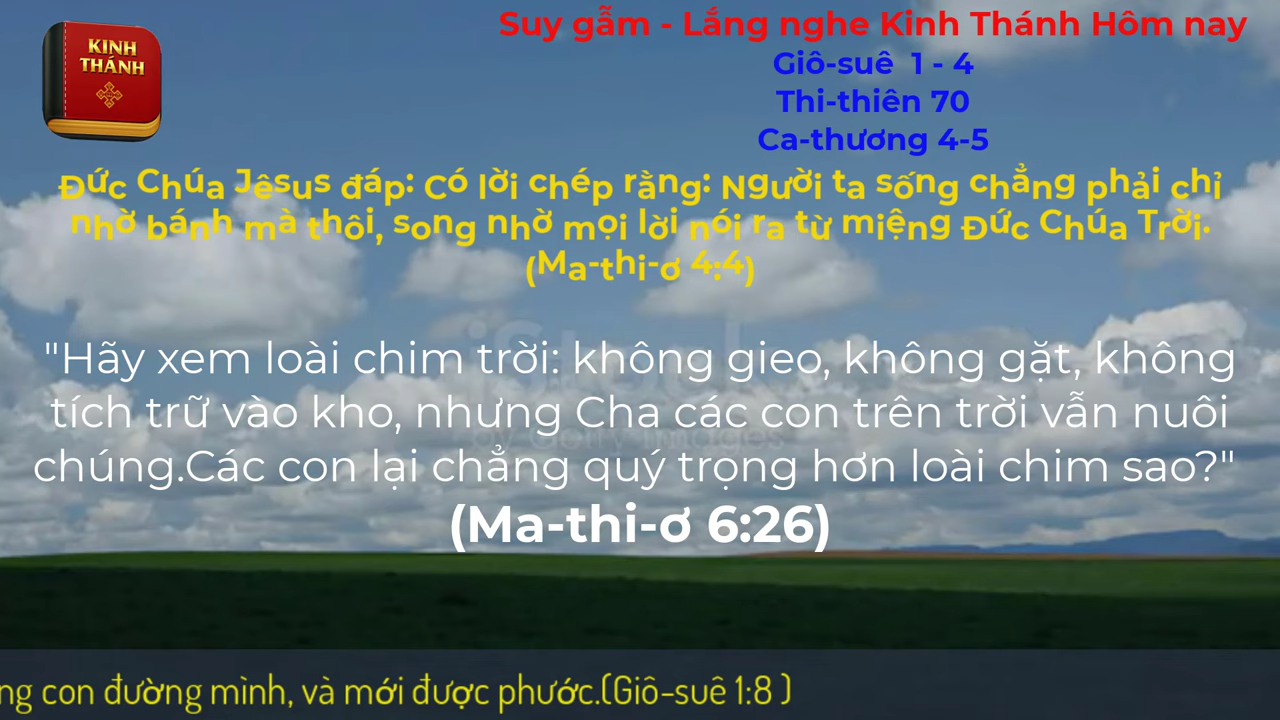 KINH
THÁNH
Suy gẫm - Lắng nghe Kinh Thánh Hôm nay
Giô-suê 1 - 4
Thi-thiên 70
Ca-thương 4-5
Đức Chúa Jêsus đáp: Có lời chép rằng: Người ta sống chẳng phải chỉ
nhờ bánh mà thôi, song nhờ mọi lời nói ra từ miệng Đức Chúa Trời.
(Ma-thi-ơ 4:4)
iStock
by Getty Images
"Hãy xem loài chim trời: không gieo, không gặt, không
tích trữ vào kho, nhưng Cha các con trên trời vẫn nuôi
chúng.Các con lại chẳng quý trọng hơn loài chim sao?"
(Ma-thi-ơ 6:26)
ng con đường mình, và mới được phước.(Giô-suê 1:8 )